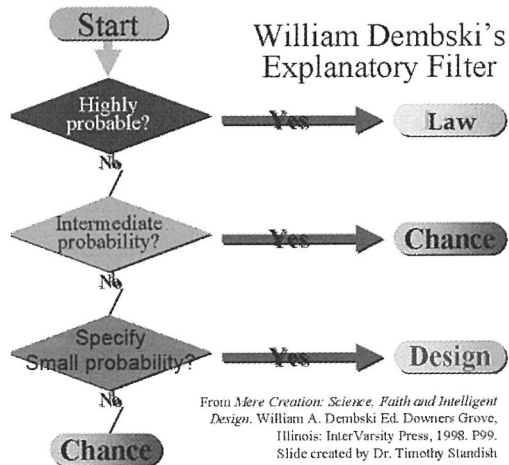 Start
William Dembski's
Explanatory Filter
Highly
probable?
Yes
Law
No
Intermediate
probability?
Yes
Chance
No
Specify
Small probability?
Yes
Design
No
Chance
From Mere Creation: Science, Faith and Intelligent
Design. William A. Dembski Ed. Downers Grove,
Illinois: InterVarsity Press, 1998. P99.
Slide created by Dr. Timothy Standish